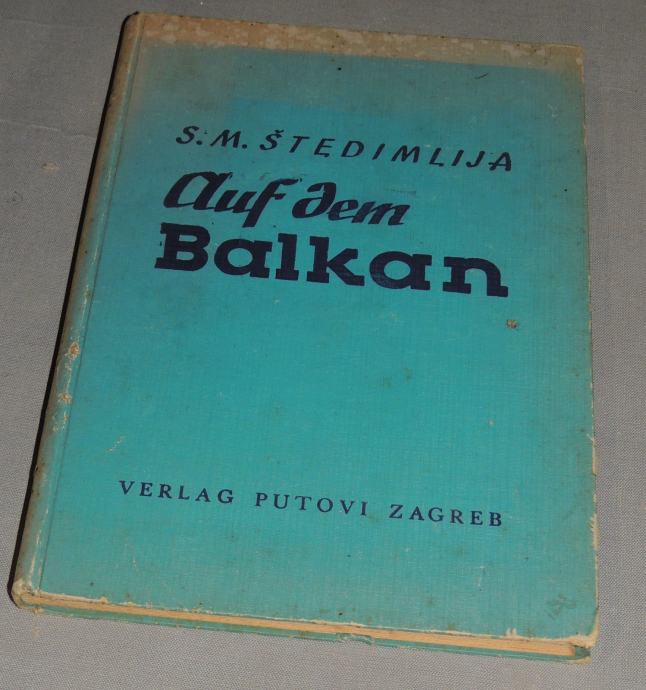 S. M. ŠTEDIMLIJA
Auf dem
Balkan
VERLAG PUTOVI ZAGREB